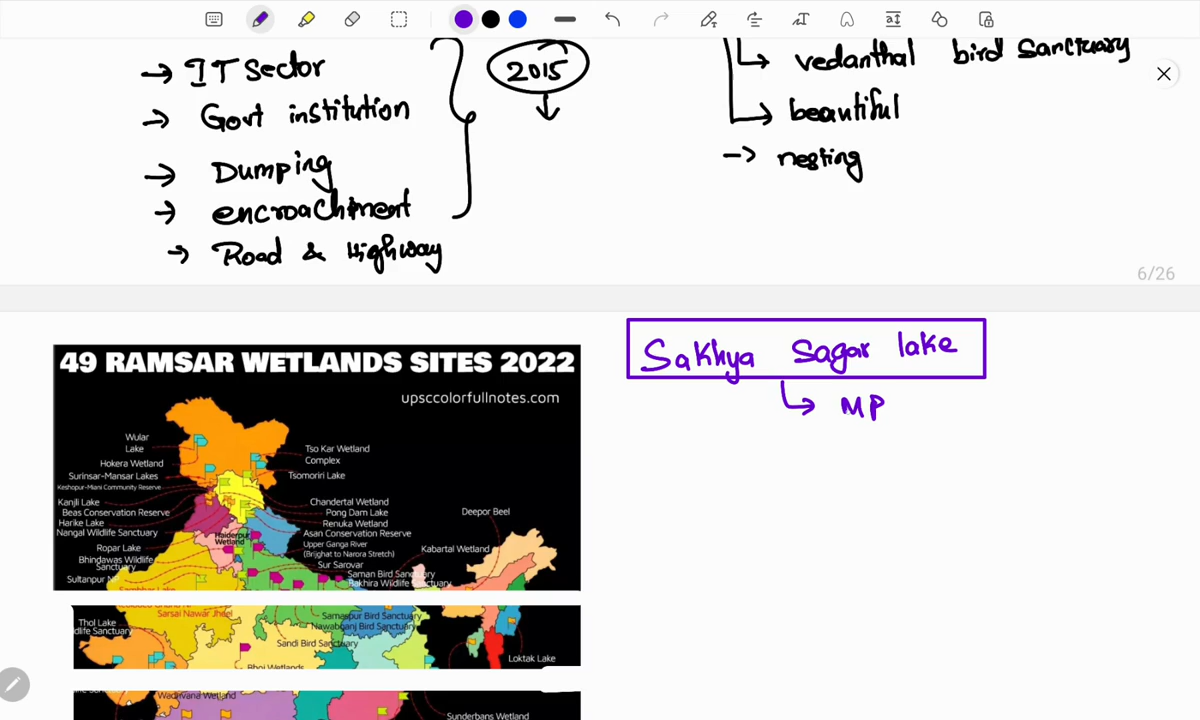 → IT Sector
→ Govt institution
→ Dumping
→ encroachment
→ Road & Highway
2015
vedanthal bird Sanctuary
beautiful
→ nesting
6/26
49 RAMSAR WETLANDS SITES 2022
upsccolorfullnotes.com
Wular
Lake
Hokera Wetland
Surinsar-Mansar Lakes
Keshopur-Miani Community Reserve
Kanjli Lake
Beas Conservation Reserve
Harike Lake
Nangal Wildlife Sanctuary
Ropar Lake
Bhindawas Wildlife
Sanctuary
Sultanpur NP
Haiderpur
Wetland
Tso Kar Wetland
Complex
Tsomoriri Lake
Chandertal Wetland
Pong Dam Lake
Renuka Wetland
Asan Conservation Reserve
Upper Ganga River
(Brijghat to Narora Stretch)
Sur Sarovar
Saman Bird Sanctuary
Bakhira Wildlife Sanctuary
Deepor Beel
Kabartal Wetland
Sarsai Nawar Jheel
Thol Lake
Samaspur Bird Sanctuary
Nawabganj Bird Sanctuary
Sandi Bird Sanctuary
Bhoj Wetlands
Loktak Lake
Wadhvana Wetland
Sunderbans Wetland
Sakhya Sagar lake
MP